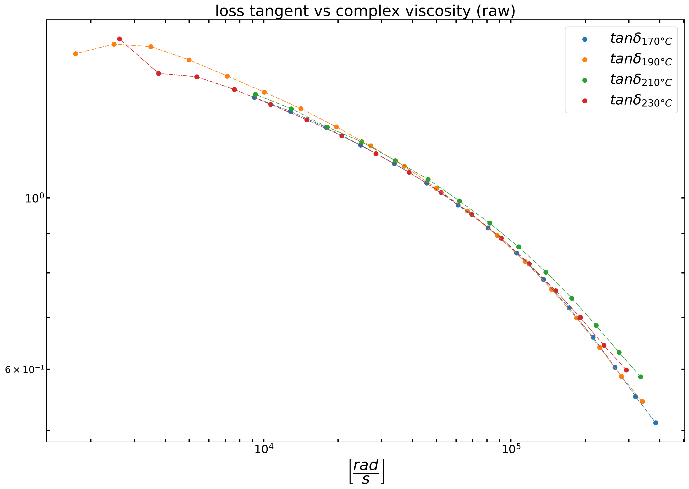 loss tangent vs complex viscosity (raw)
tanδ170°C
tanδ190°C
tanδ210°C
tanδ230°C
10⁰
6 × 10⁻¹
10⁴
10⁵
[rad/s]